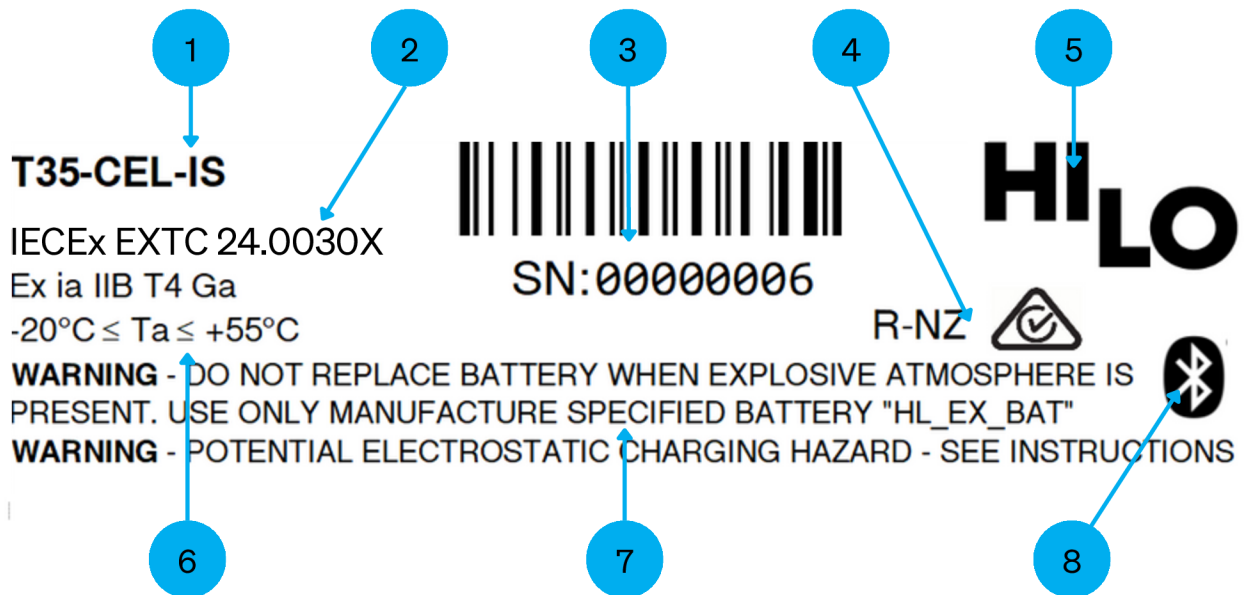 1 2 3 4 5
T35-CEL-IS
HILO
IECEx EXTC 24.0030X
SN:00000006
Ex ia IIB T4 Ga
-20°C ≤ Ta ≤ +55°C
R-NZ
WARNING - DO NOT REPLACE BATTERY WHEN EXPLOSIVE ATMOSPHERE IS
PRESENT. USE ONLY MANUFACTURE SPECIFIED BATTERY "HL_EX_BAT"
WARNING - POTENTIAL ELECTROSTATIC CHARGING HAZARD - SEE INSTRUCTIONS
6 7 8